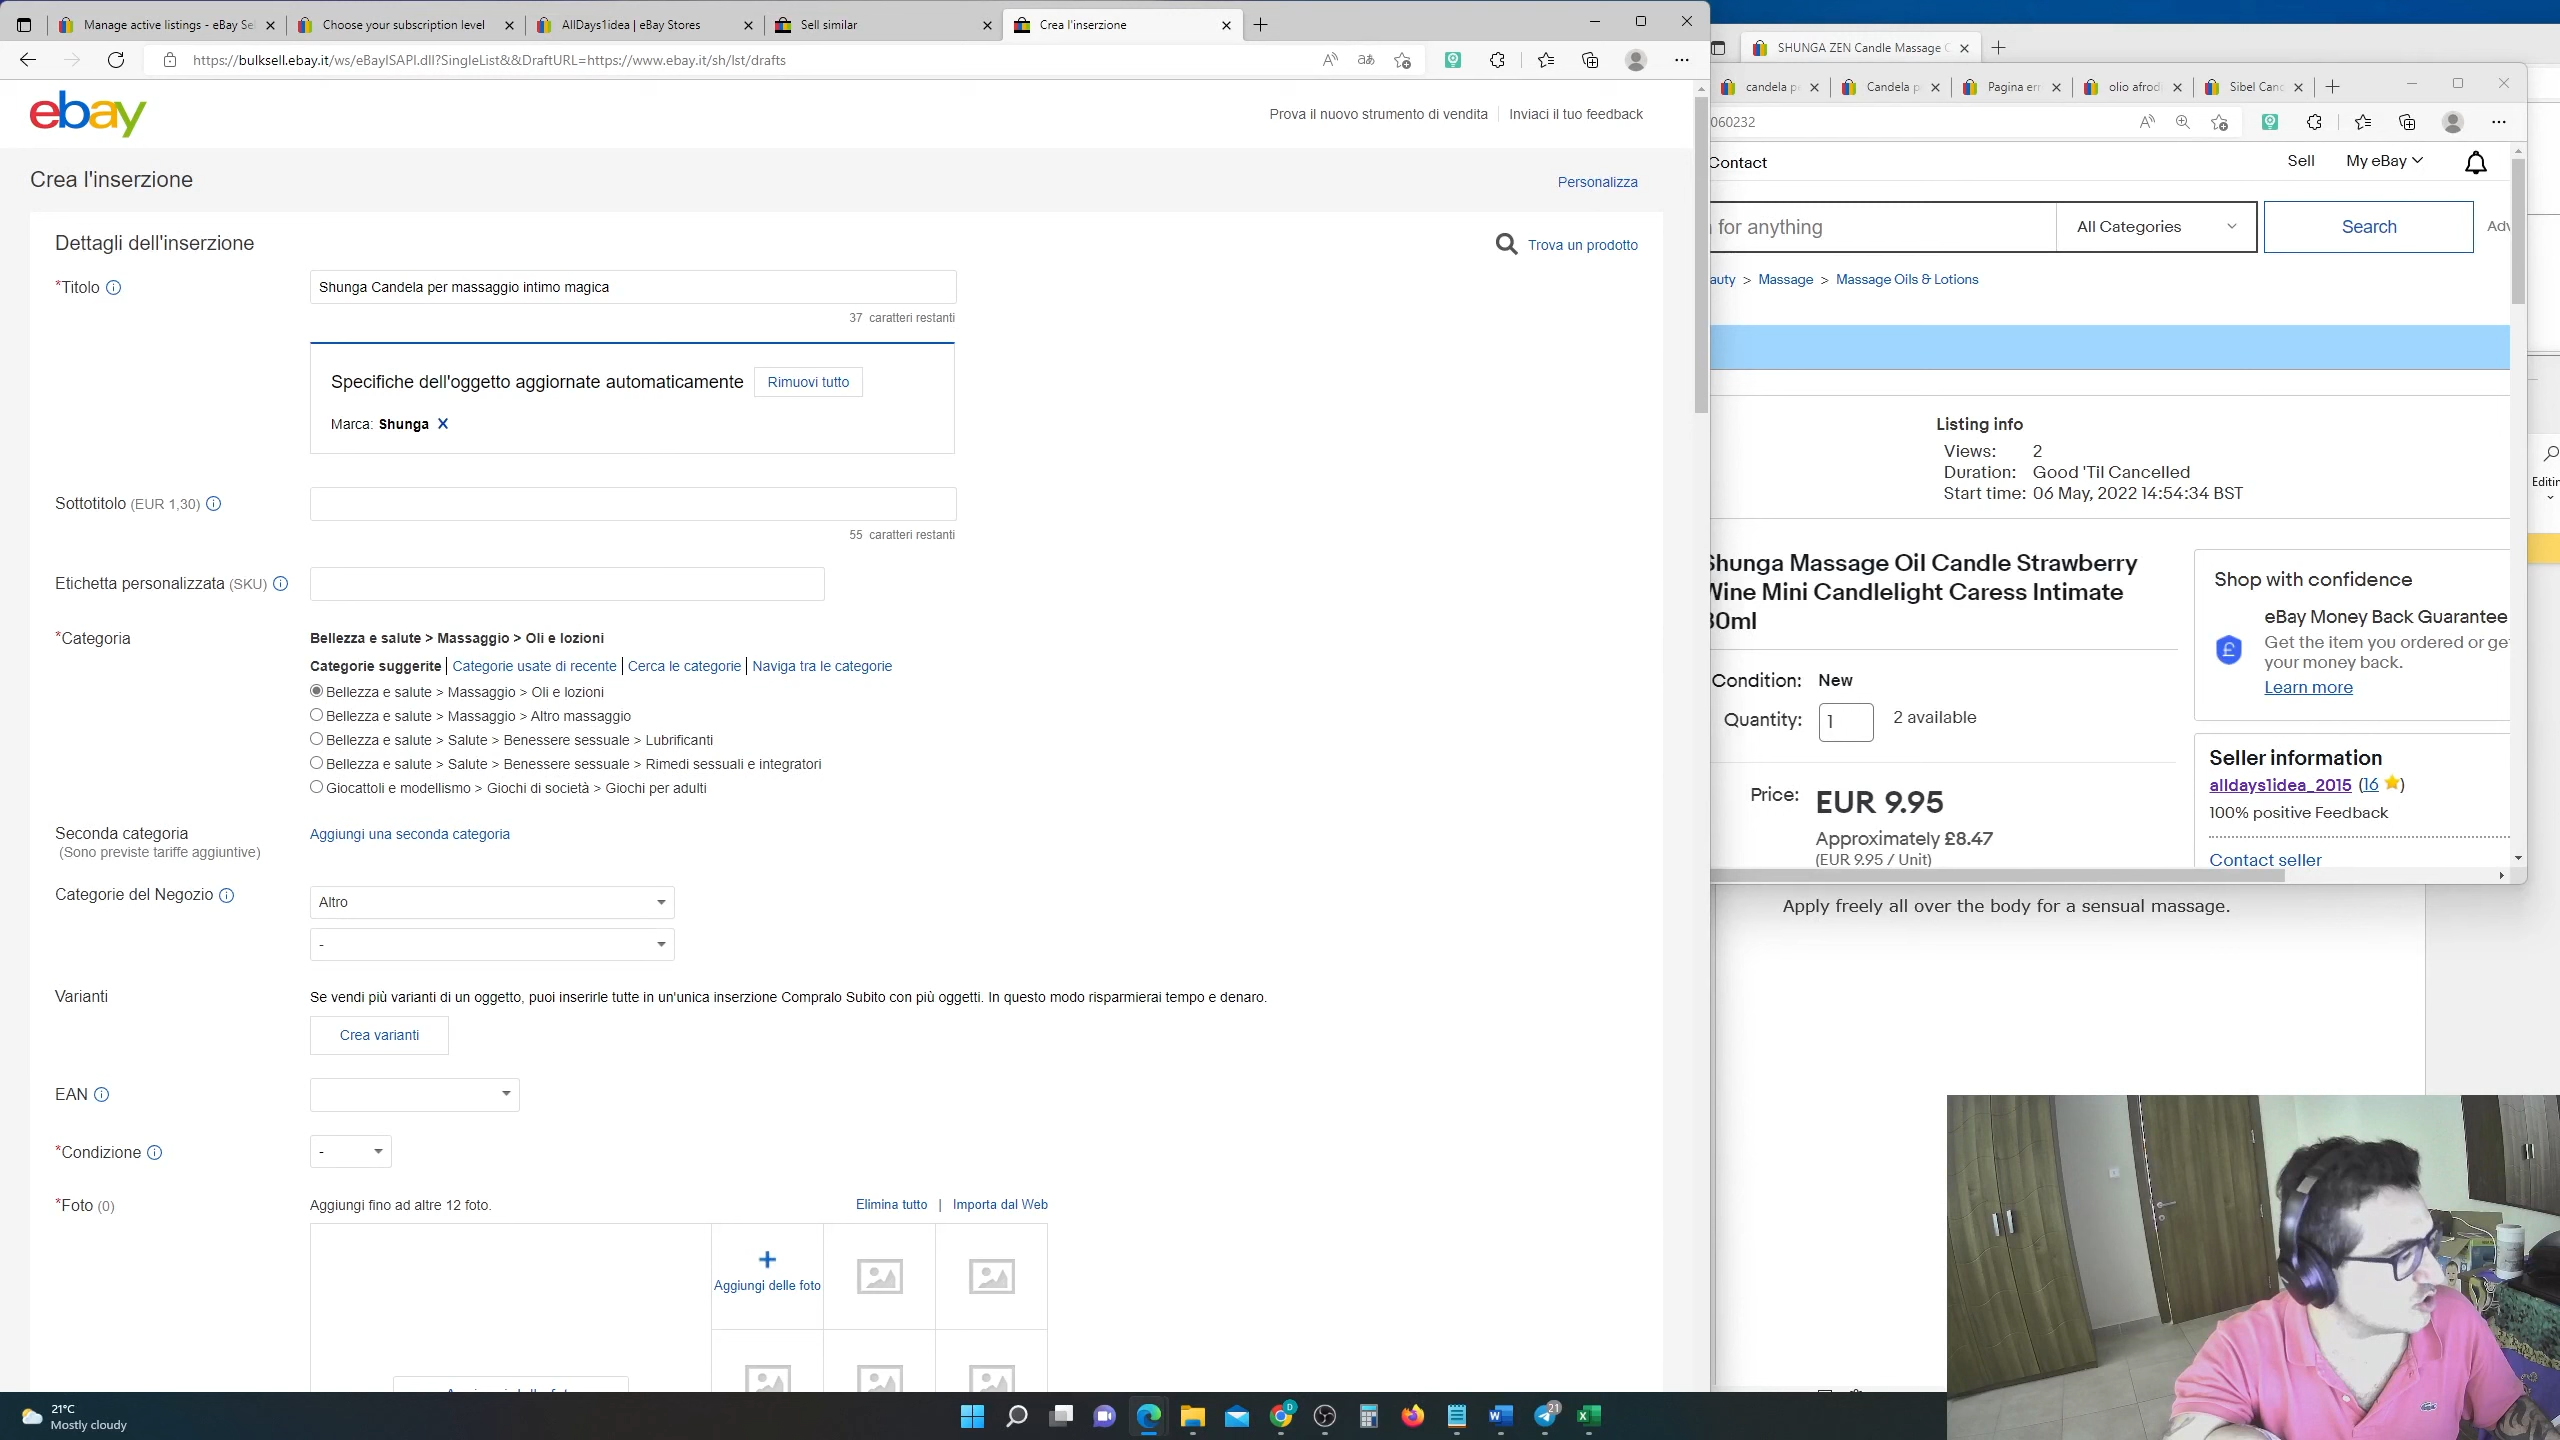 Manage active listings - eBay Se
Choose your subscription level
AllDays1idea | eBay Stores
Sell similar
Crea l'inserzione
https://bulksell.ebay.it/ws/eBayISAPI.dll?SingleList&&DraftURL=https://www.ebay.it/sh/lst/drafts
ebay
Prova il nuovo strumento di vendita
Inviaci il tuo feedback
Crea l'inserzione
Personalizza
Dettagli dell'inserzione
Trova un prodotto
*Titolo
Shunga Candela per massaggio intimo magica
37 caratteri restanti
Specifiche dell'oggetto aggiornate automaticamente
Rimuovi tutto
Marca: Shunga X
Sottotitolo (EUR 1,30)
55 caratteri restanti
Etichetta personalizzata (SKU)
*Categoria
Bellezza e salute > Massaggio > Oli e lozioni
Categorie suggerite | Categorie usate di recente | Cerca le categorie | Naviga tra le categorie
Bellezza e salute > Massaggio > Oli e lozioni
Bellezza e salute > Massaggio > Altro massaggio
Bellezza e salute > Salute > Benessere sessuale > Lubrificanti
Bellezza e salute > Salute > Benessere sessuale > Rimedi sessuali e integratori
Giocattoli e modellismo > Giochi di società > Giochi per adulti
Seconda categoria
(Sono previste tariffe aggiuntive)
Aggiungi una seconda categoria
Categorie del Negozio
Altro
-
Varianti
Se vendi più varianti di un oggetto, puoi inserirle tutte in un'unica inserzione Compralo Subito con più oggetti. In questo modo risparmierai tempo e denaro.
Crea varianti
EAN
*Condizione
-
*Foto (0)
Aggiungi fino ad altre 12 foto.
Elimina tutto | Importa dal Web
Aggiungi delle foto
SHUNGA ZEN Candle Massage C
candela pe
Candela p
Pagina err
olio afrod
Sibel Canc
060232
Contact
Sell
My eBay
for anything
All Categories
Search
Adv
auty > Massage > Massage Oils & Lotions
Listing info
Views: 2
Duration: Good 'Til Cancelled
Start time: 06 May, 2022 14:54:34 BST
Shunga Massage Oil Candle Strawberry
Wine Mini Candlelight Caress Intimate
30ml
Condition: New
Quantity: 1 2 available
Price: EUR 9.95
Approximately £8.47
(EUR 9.95 / Unit)
Shop with confidence
eBay Money Back Guarantee
Get the item you ordered or get
your money back.
Learn more
Seller information
alldays1idea_2015 (16)
100% positive Feedback
Contact seller
Editin
Apply freely all over the body for a sensual massage.
21°C
Mostly cloudy
D
21